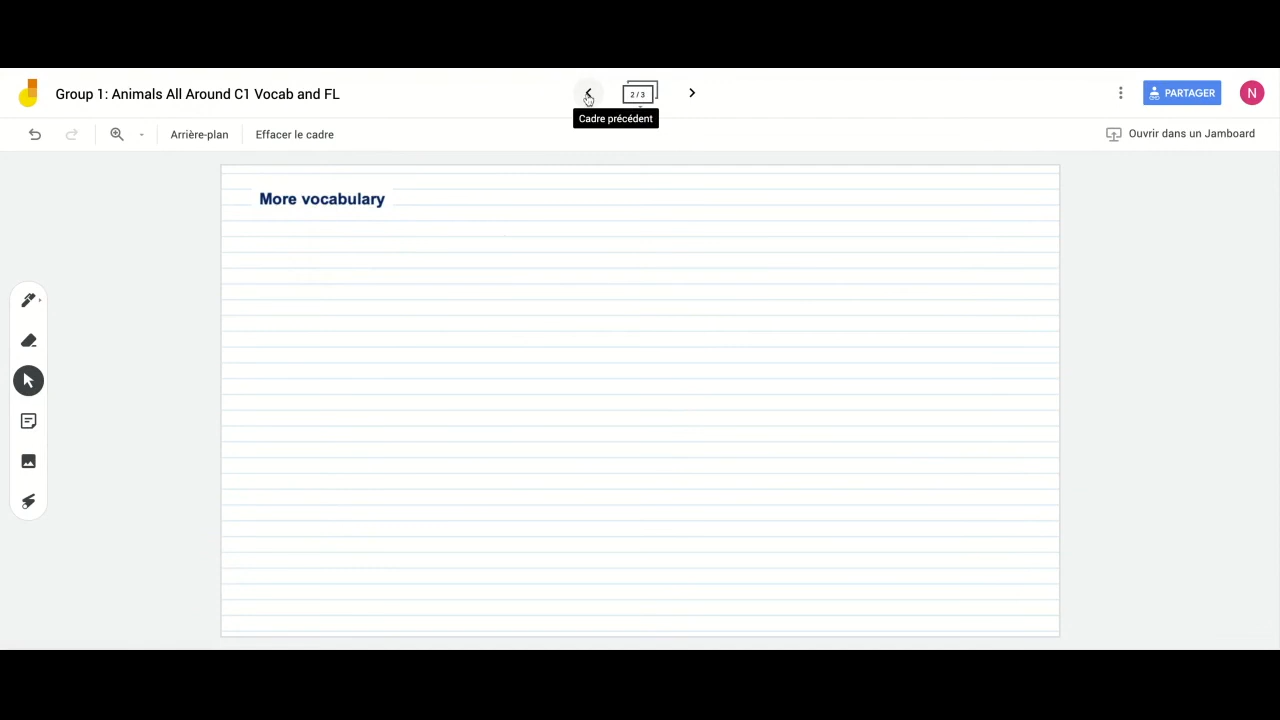 Group 1: Animals All Around C1 Vocab and FL
2 / 3
PARTAGER
N
Cadre précédent
Arrière-plan
Effacer le cadre
Ouvrir dans un Jamboard
More vocabulary